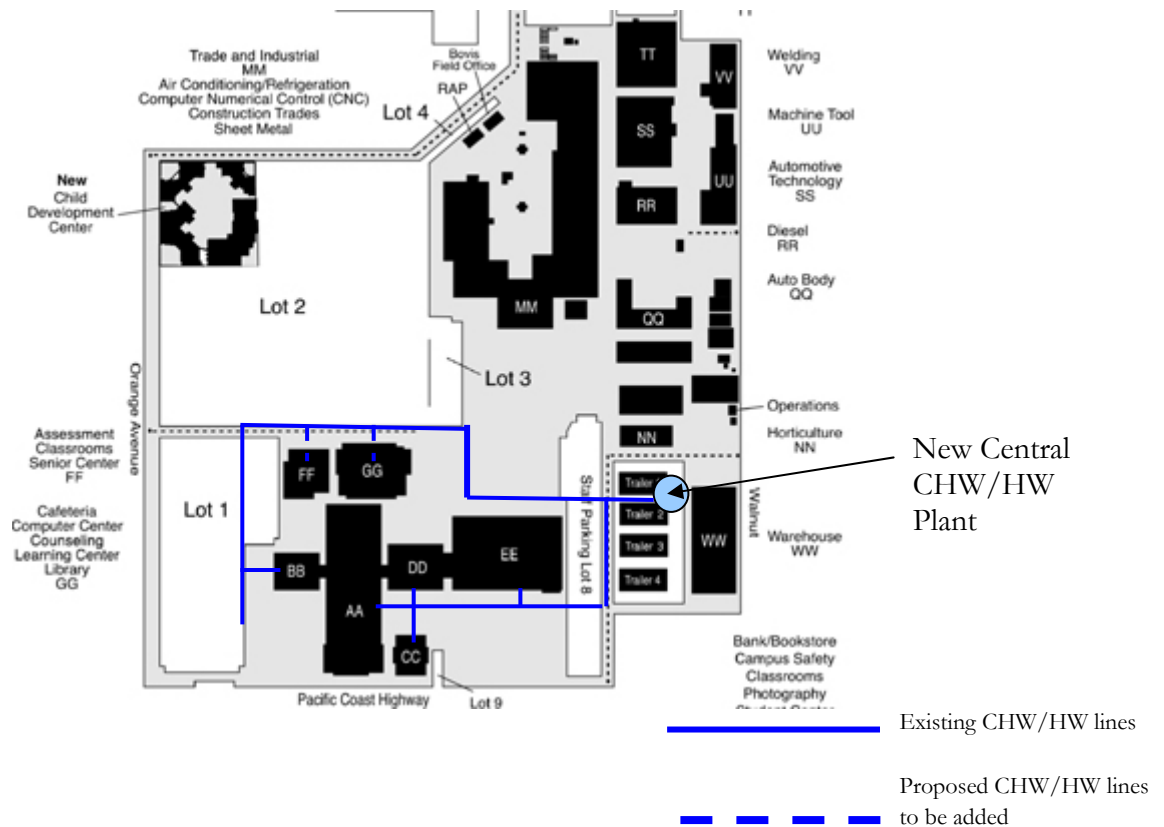 Trade and Industrial
MM
Air Conditioning/Refrigeration
Computer Numerical Control (CNC)
Construction Trades
Sheet Metal
Bovis
Field Office
RAP
Lot 4
TT
VV
Welding
VV
SS
Machine Tool
UU
UU
Automotive
Technology
SS
New
Child
Development
Center
RR
Diesel
RR
Auto Body
QQ
Lot 2
MM
QQ
Lot 3
Orange Avenue
Operations
Horticulture
NN
NN
Assessment
Classrooms
Senior Center
FF
FF
GG
New Central
CHW/HW
Plant
Lot 1
Staff Parking Lot 8
Trailer
Trailer 2
Trailer 3
Trailer 4
WW
Walnut
Warehouse
WW
Cafeteria
Computer Center
Counseling
Learning Center
Library
GG
BB
DD
EE
AA
CC
Pacific Coast Highway
Lot 9
Bank/Bookstore
Campus Safety
Classrooms
Photography
Existing CHW/HW lines
Proposed CHW/HW lines
to be added